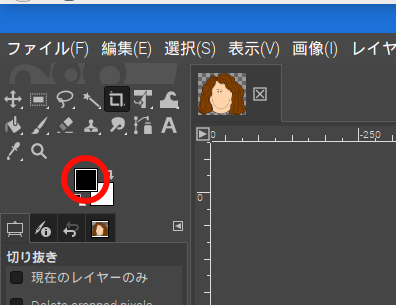 ファイル(F) 編集(E) 選択(S) 表示(V) 画像(I) レイヤ
0 -250
0
切り抜き
現在のレイヤーのみ
Delete cropped pixels